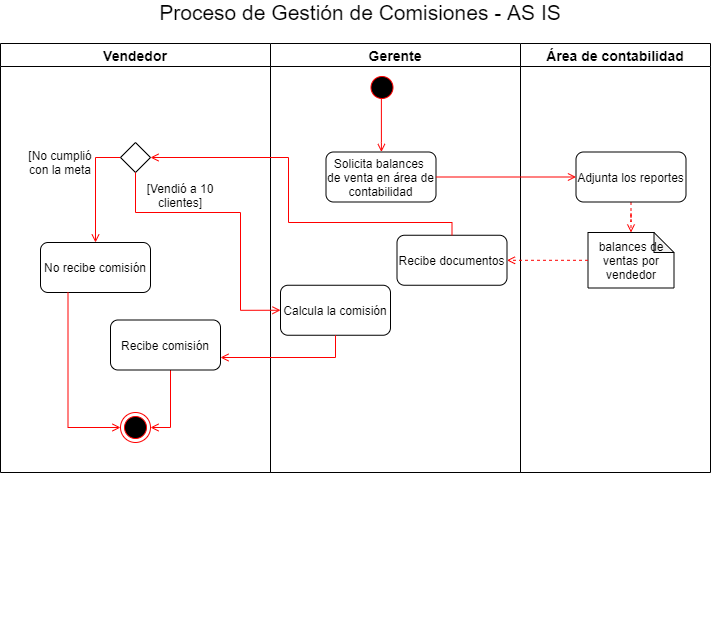 Proceso de Gestión de Comisiones - AS IS
Vendedor
Gerente
Área de contabilidad
[No cumplió
con la meta
[Vendió a 10
clientes]
Solicita balances
de venta en área de
contabilidad
Adjunta los reportes
No recibe comisión
Recibe documentos
balances de
ventas por
vendedor
Calcula la comisión
Recibe comisión